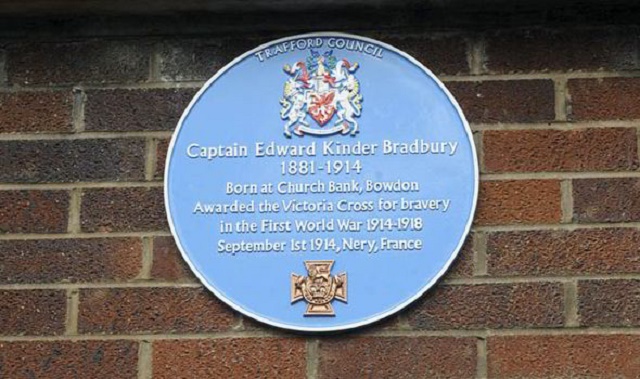 TRAFFORD COUNCIL
Captain Edward Kinder Bradbury
1881-1914
Born at Church Bank, Bowdon
Awarded the Victoria Cross for bravery
in the First World War 1914-1918
September 1st 1914, Nery, France